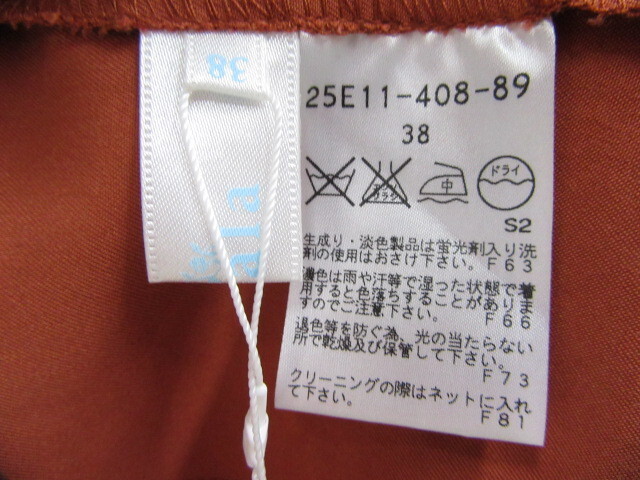 38
ala
25E11-408-89
38
中
ドライ
S2
生成り・淡色製品は蛍光剤入り洗
剤の使用はおさけ下さい。F63
濃色は雨や汗等で湿った状態で着
用すると色落ちすることがありま
すのでご注意下さい。 F66
退色等を防ぐ為、光の当たらない
所で乾燥及び保管して下さい。
F73
クリーニングの際はネットに入れ
て下さい。 F81